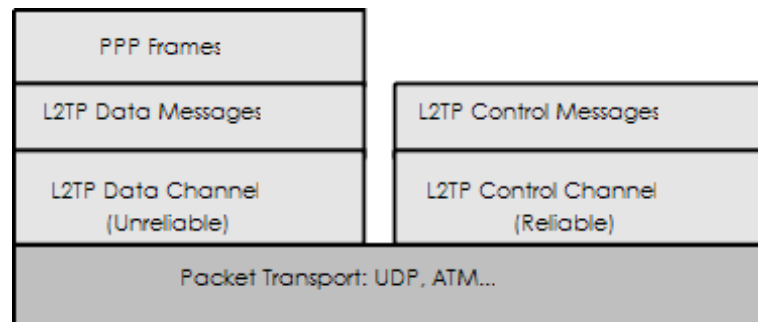 PPP Frames
L2TP Data Messages
L2TP Control Messages
L2TP Data Channel
(Unreliable)
L2TP Control Channel
(Reliable)
Packet Transport: UDP, ATM...